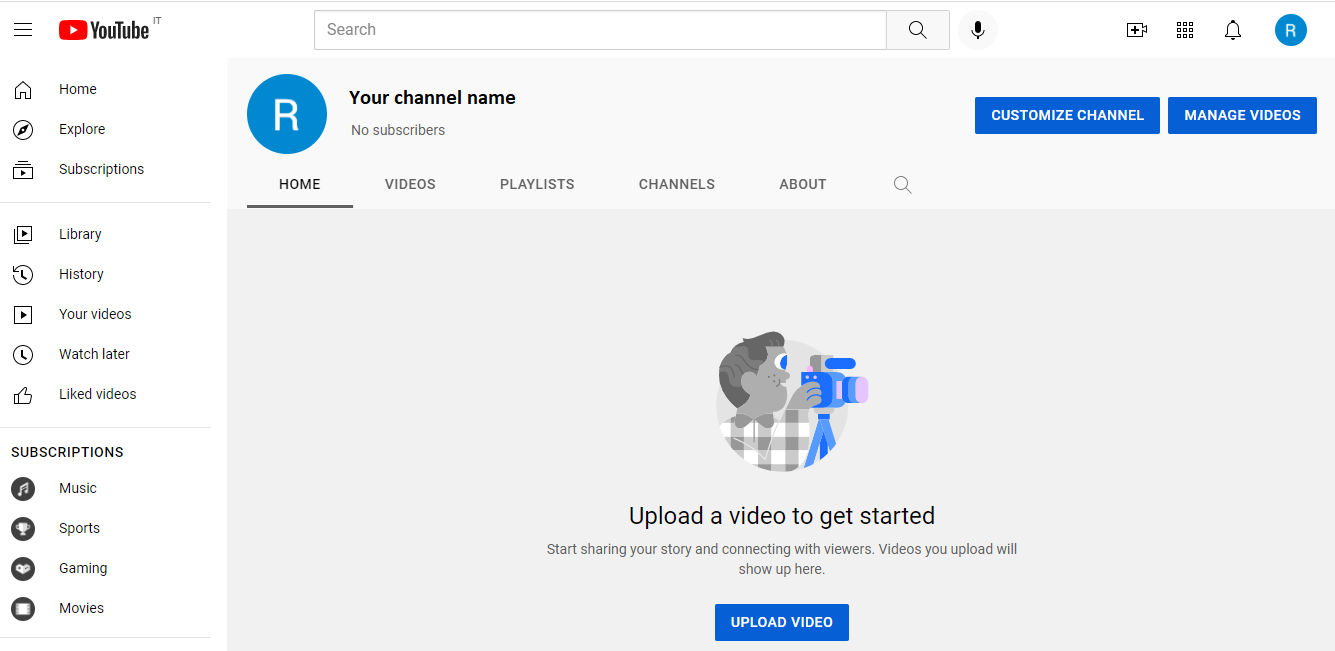 YouTube IT
Search
R
Home
Explore
Subscriptions
Library
History
Your videos
Watch later
Liked videos
SUBSCRIPTIONS
Music
Sports
Gaming
Movies
R
Your channel name
No subscribers
CUSTOMIZE CHANNEL
MANAGE VIDEOS
HOME
VIDEOS
PLAYLISTS
CHANNELS
ABOUT
Upload a video to get started
Start sharing your story and connecting with viewers. Videos you upload will
show up here.
UPLOAD VIDEO